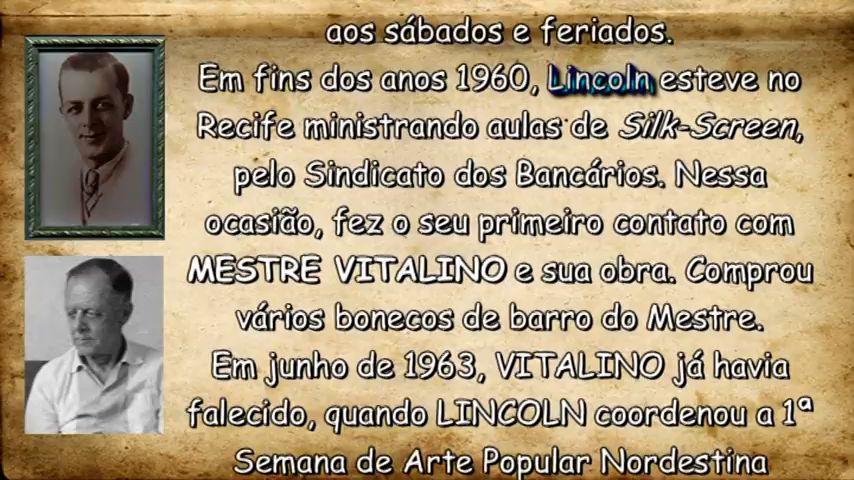 aos sábados e feriados.
Em fins dos anos 1960, Lincoln esteve no
Recife ministrando aulas de Silk-Screen,
pelo Sindicato dos Bancários. Nessa
ocasião, fez o seu primeiro contato com
MESTRE VITALINO e sua obra. Comprou
vários bonecos de barro do Mestre.
Em junho de 1963, VITALINO já havia
falecido, quando LINCOLN coordenou a 1ª
Semana de Arte Popular Nordestina